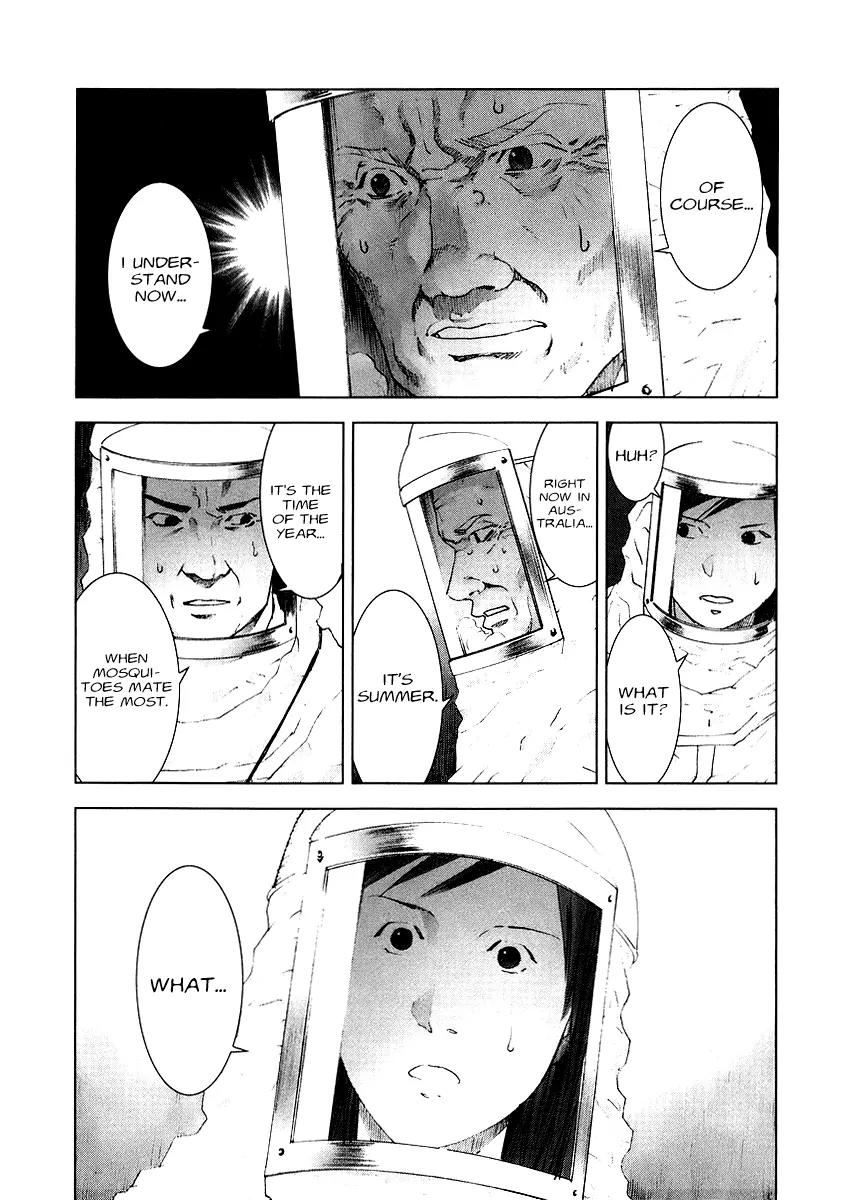 OF
COURSE...
I UNDER-
STAND
NOW...
HUH?
WHAT
IS IT?
RIGHT
NOW IN
AUS-
TRALIA...
IT'S
SUMMER.
IT'S THE
TIME
OF THE
YEAR...
WHEN
MOSQUI-
TOES MATE
THE MOST.
WHAT...